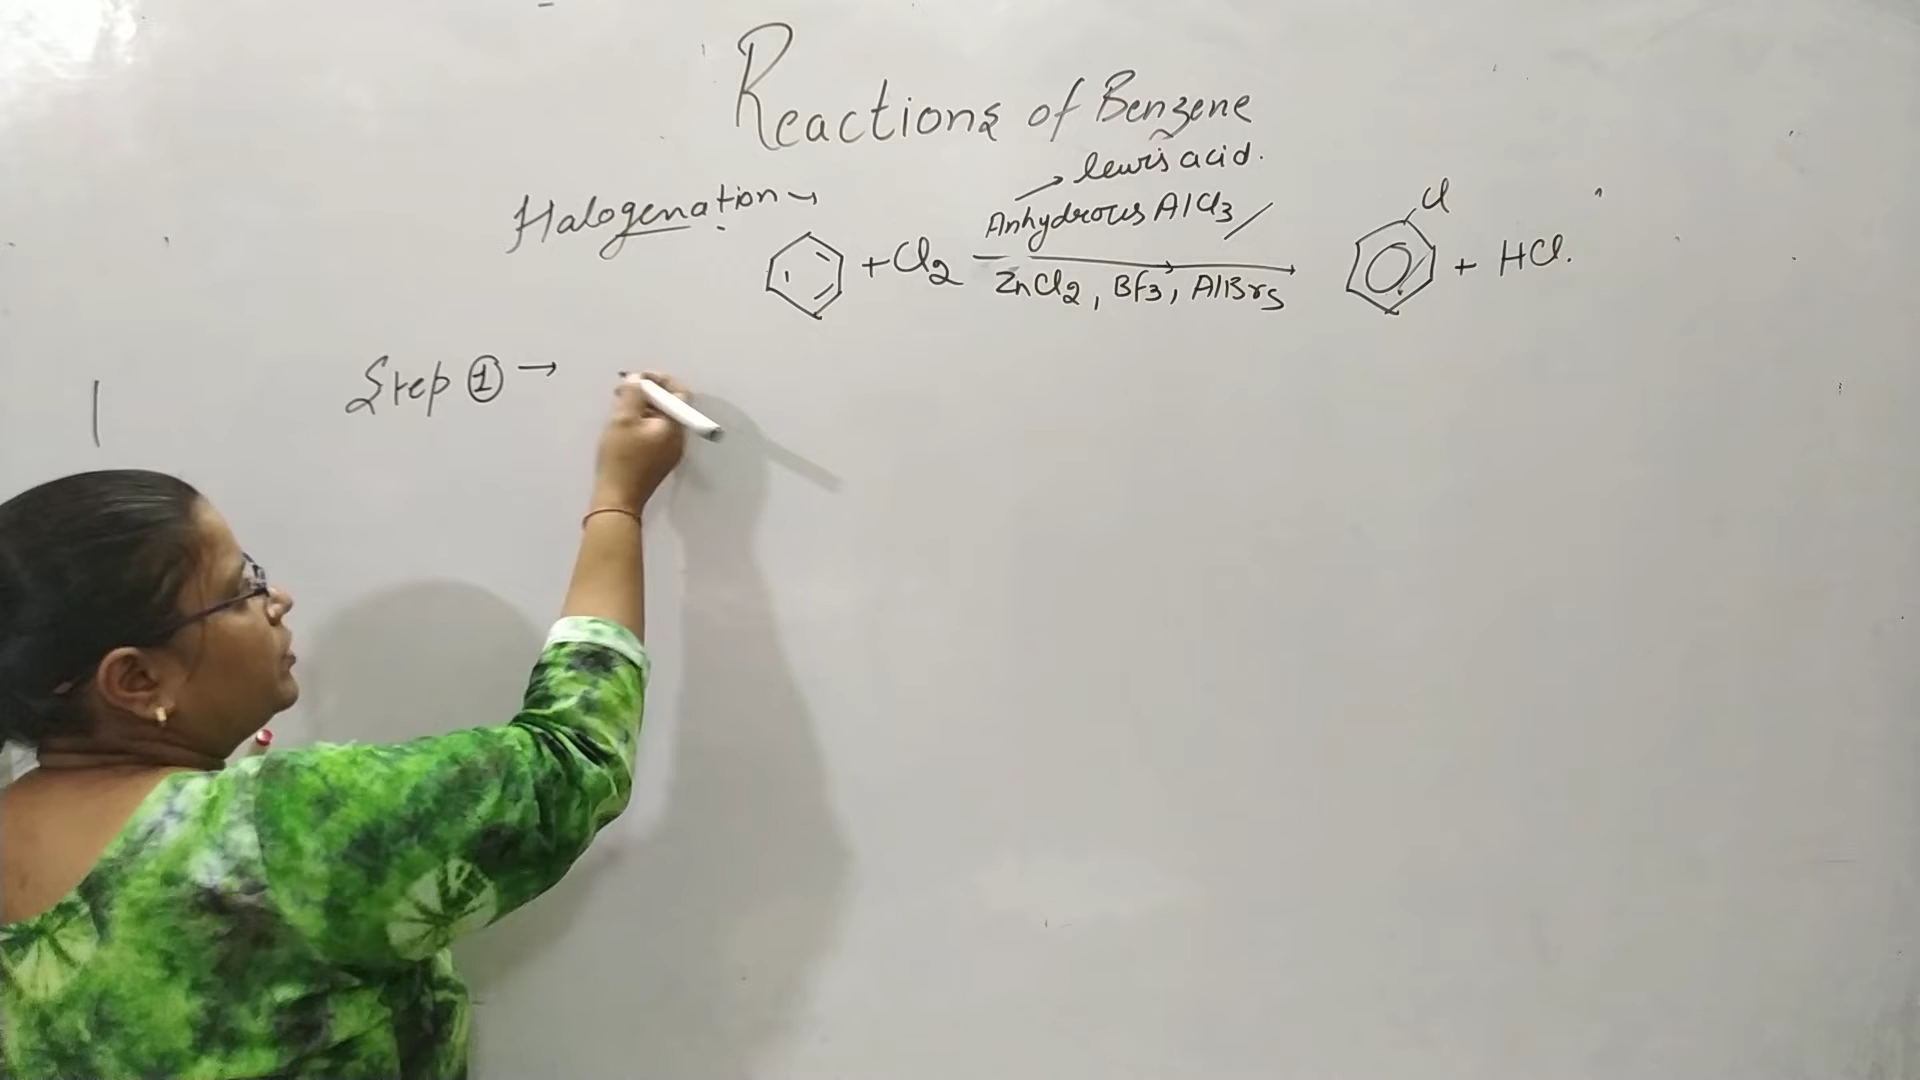 Reactions of Benzene
→ lewis acid.
Halogenation →
Anhydrous AlCl3 /
+ Cl2 → Cl + HCl.
ZnCl2, BF3, AlBr3
Step ① →